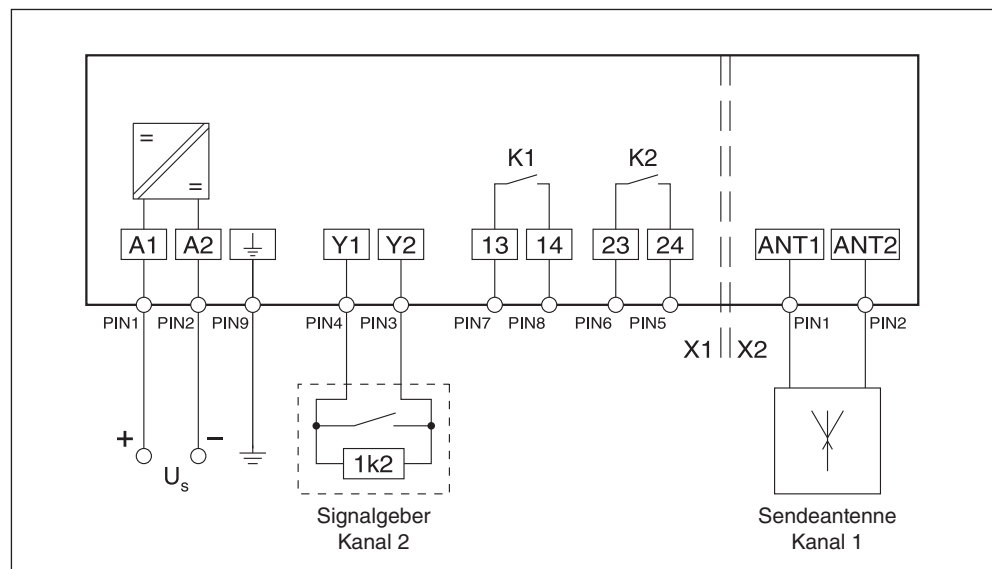 =
=
K1 K2
A1 A2 Y1 Y2 13 14 23 24 ANT1 ANT2
PIN1 PIN2 PIN9 PIN4 PIN3 PIN7 PIN8 PIN6 PIN5 PIN1 PIN2
X1 X2
+ –
Us
1k2
Signalgeber
Kanal 2
Sendeantenne
Kanal 1